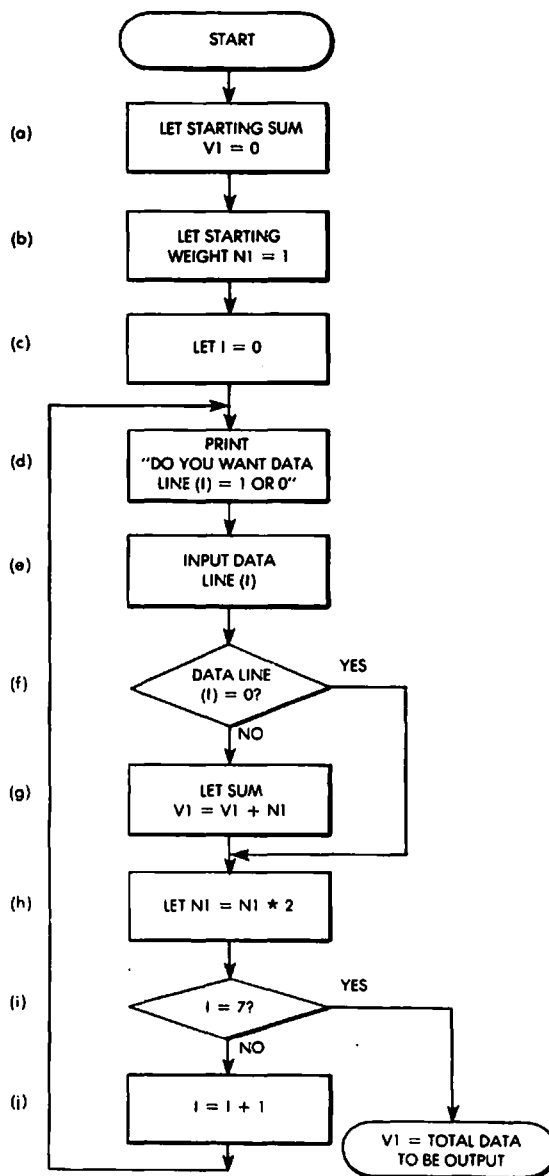 START
(a)
LET STARTING SUM
V1 = 0
(b)
LET STARTING
WEIGHT N1 = 1
(c)
LET I = 0
(d)
PRINT
"DO YOU WANT DATA
LINE (I) = 1 OR 0"
(e)
INPUT DATA
LINE (I)
(f)
DATA LINE
(I) = 0?
YES
NO
(g)
LET SUM
V1 = V1 + N1
(h)
LET N1 = N1 * 2
(i)
I = 7?
YES
NO
(j)
I = I + 1
V1 = TOTAL DATA
TO BE OUTPUT